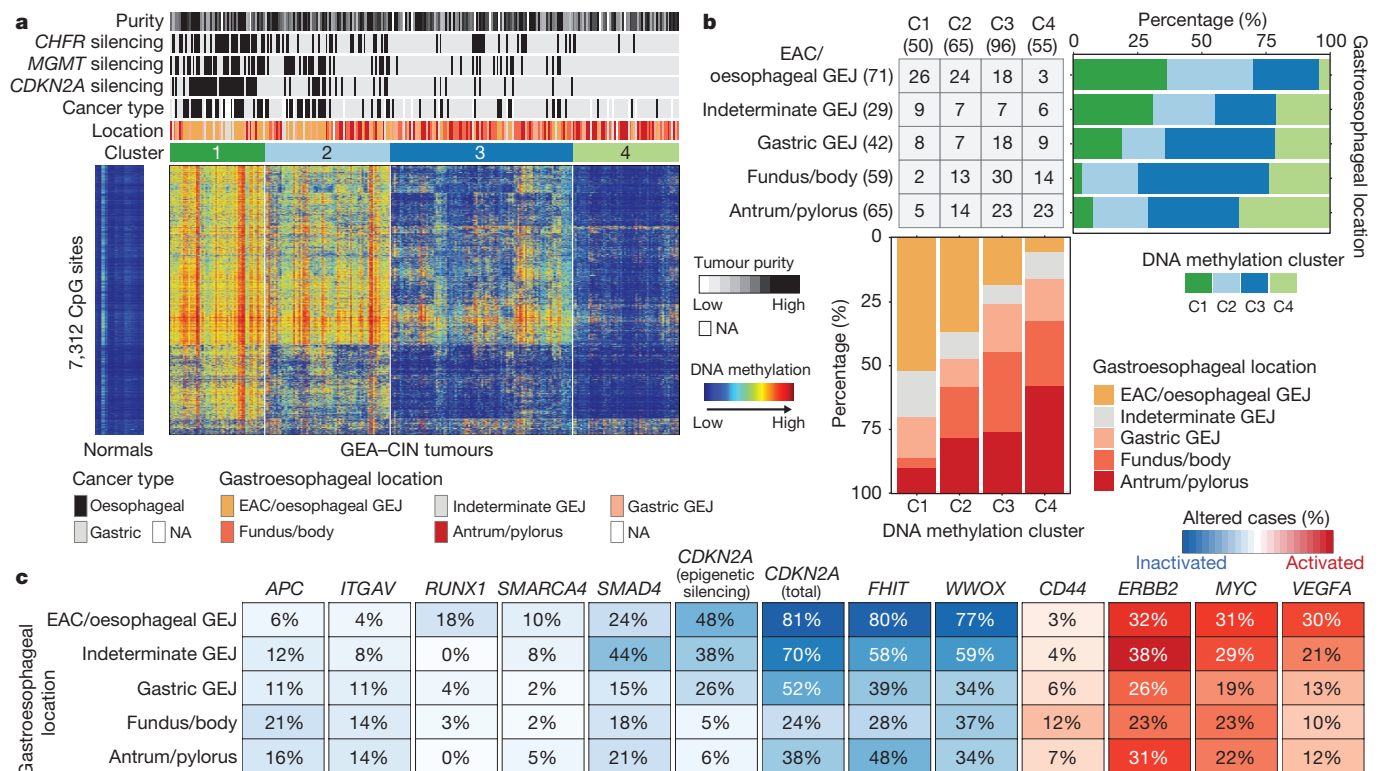 a
Purity
CHFR silencing
MGMT silencing
CDKN2A silencing
Cancer type
Location
Cluster 1 2 3 4
7,312 CpG sites
Normals GEA–CIN tumours
Tumour purity
Low High
NA
DNA methylation
Low High
Cancer type
Oesophageal
Gastric NA
Gastroesophageal location
EAC/oesophageal GEJ Indeterminate GEJ Gastric GEJ
Fundus/body Antrum/pylorus NA
b
C1 C2 C3 C4
(50) (65) (96) (55)
EAC/
oesophageal GEJ (71) 26 24 18 3
Indeterminate GEJ (29) 9 7 7 6
Gastric GEJ (42) 8 7 18 9
Fundus/body (59) 2 13 30 14
Antrum/pylorus (65) 5 14 23 23
Percentage (%)
0 25 50 75 100
Gastroesophageal location
DNA methylation cluster
C1 C2 C3 C4
Percentage (%)
0
25
50
75
100
C1 C2 C3 C4
DNA methylation cluster
Gastroesophageal location
EAC/oesophageal GEJ
Indeterminate GEJ
Gastric GEJ
Fundus/body
Antrum/pylorus
Altered cases (%)
Inactivated Activated
c
APC ITGAV RUNX1 SMARCA4 SMAD4 CDKN2A (epigenetic silencing) CDKN2A (total) FHIT WWOX CD44 ERBB2 MYC VEGFA
Gastroesophageal location
EAC/oesophageal GEJ 6% 4% 18% 10% 24% 48% 81% 80% 77% 3% 32% 31% 30%
Indeterminate GEJ 12% 8% 0% 8% 44% 38% 70% 58% 59% 4% 38% 29% 21%
Gastric GEJ 11% 11% 4% 2% 15% 26% 52% 39% 34% 6% 26% 19% 13%
Fundus/body 21% 14% 3% 2% 18% 5% 24% 28% 37% 12% 23% 23% 10%
Antrum/pylorus 16% 14% 0% 5% 21% 6% 38% 48% 34% 7% 31% 22% 12%